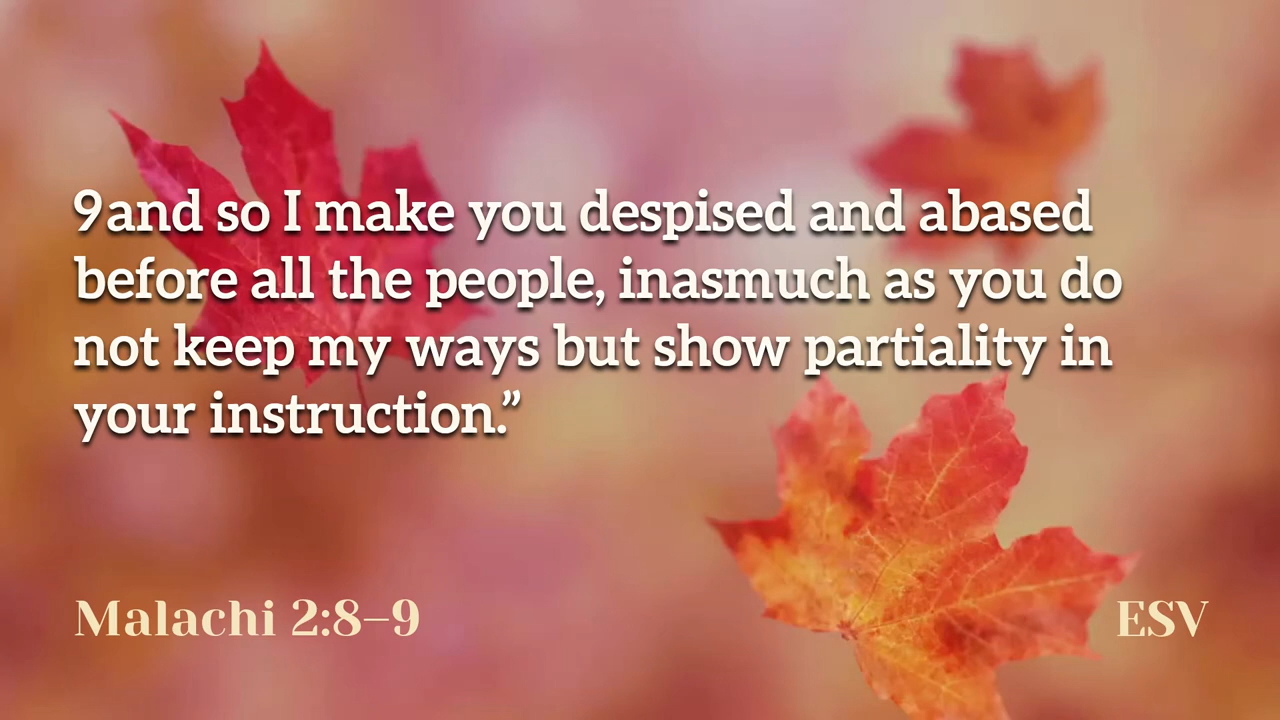 9and so I make you despised and abased
before all the people, inasmuch as you do
not keep my ways but show partiality in
your instruction.”
Malachi 2:8–9
ESV